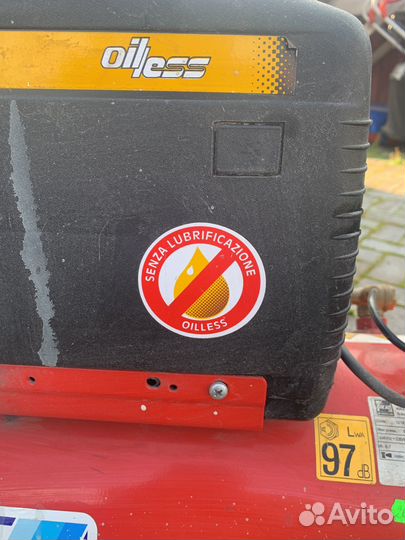 oilless
SENZA LUBRIFICAZIONE
OILLESS
LWA
97
dB
Avito